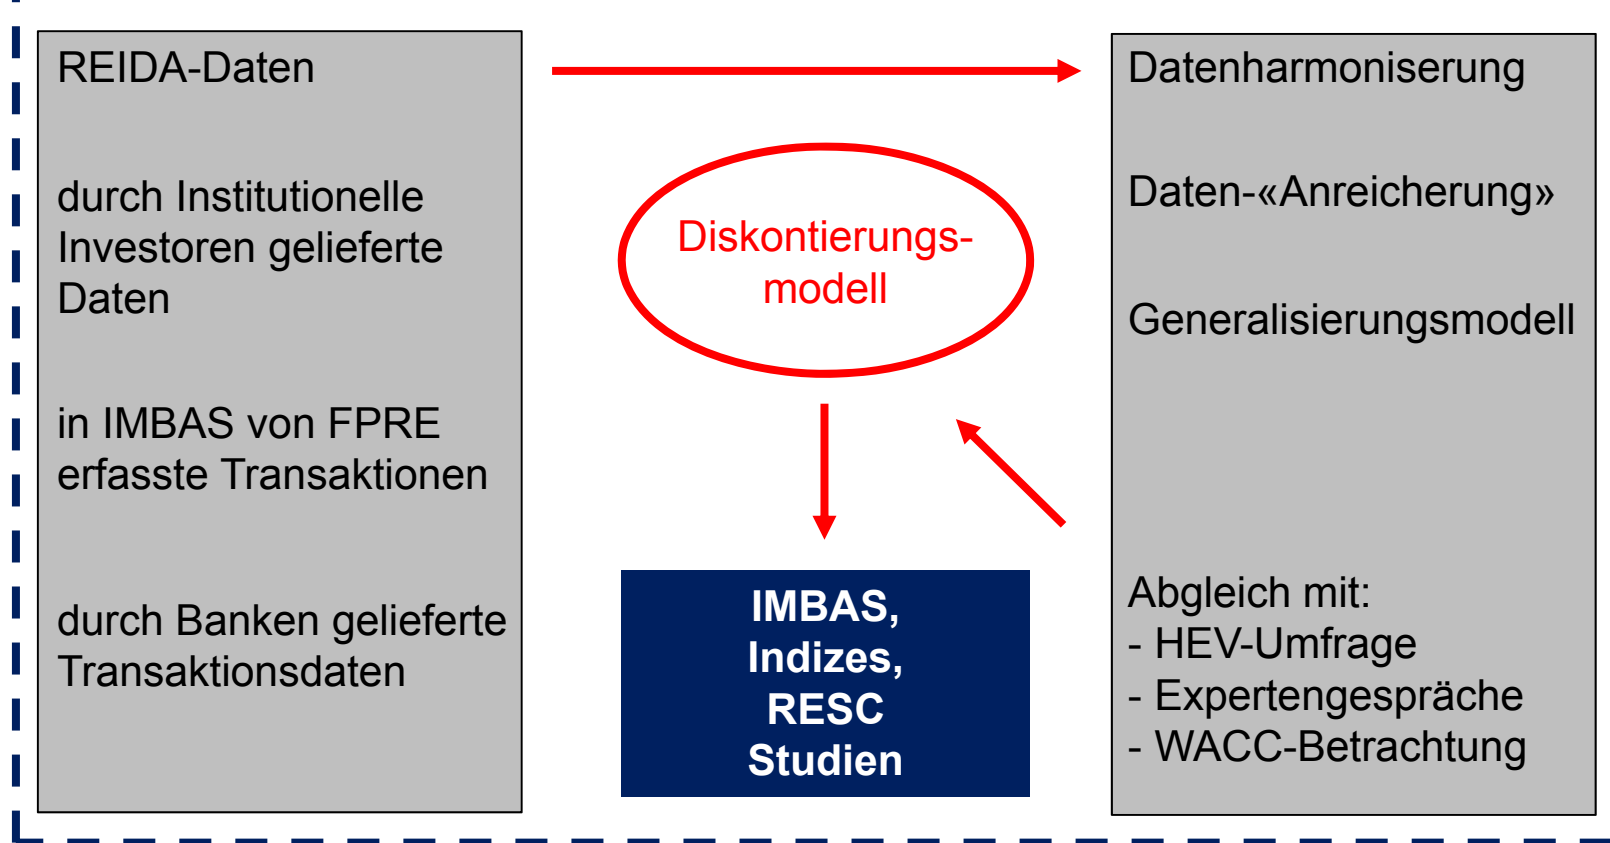 REIDA-Daten
durch Institutionelle
Investoren gelieferte
Daten
in IMBAS von FPRE
erfasste Transaktionen
durch Banken gelieferte
Transaktionsdaten
Diskontierungs-
modell
IMBAS,
Indizes,
RESC
Studien
Datenharmoniserung
Daten-«Anreicherung»
Generalisierungsmodell
Abgleich mit:
- HEV-Umfrage
- Expertengespräche
- WACC-Betrachtung